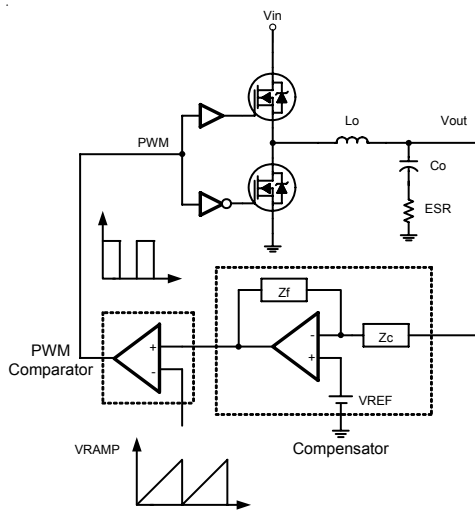 Vin
Lo
Vout
PWM
Co
ESR
Zf
Zc
+
-
-
+
PWM
Comparator
VREF
Compensator
VRAMP